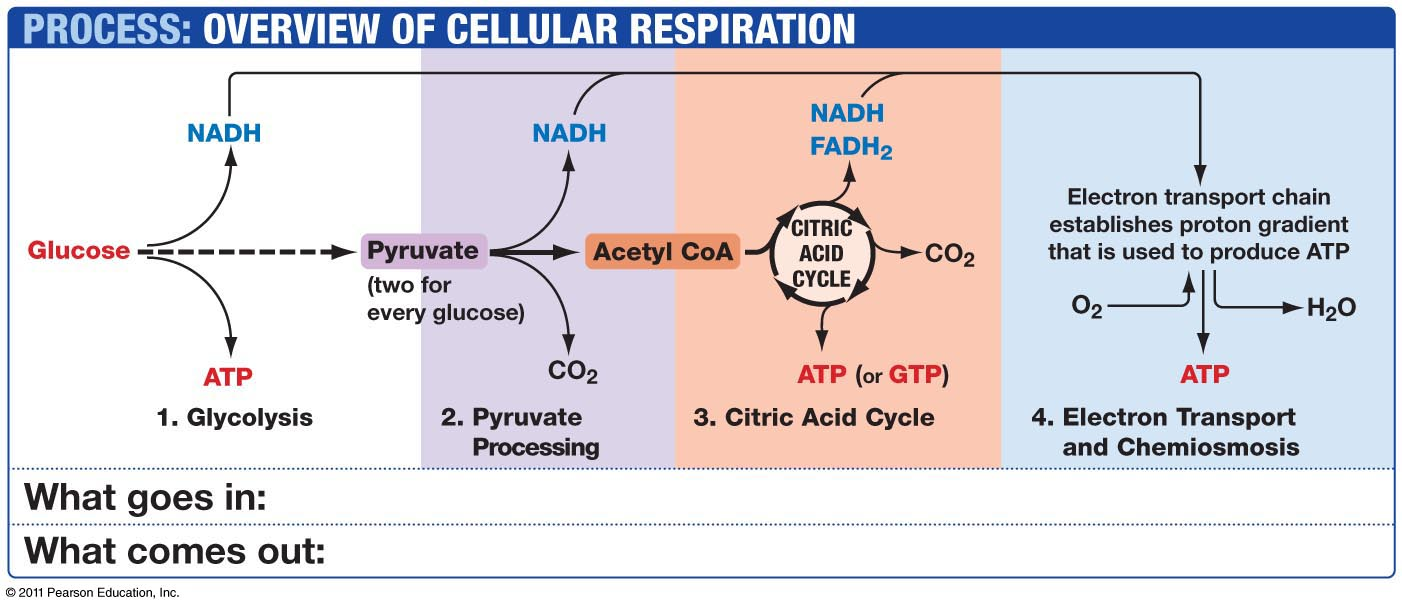 PROCESS: OVERVIEW OF CELLULAR RESPIRATION
NADH
NADH
NADH
FADH₂
Glucose
Pyruvate
(two for
every glucose)
Acetyl CoA
CITRIC
ACID
CYCLE
CO₂
Electron transport chain
establishes proton gradient
that is used to produce ATP
O₂
H₂O
ATP
CO₂
ATP (or GTP)
ATP
1. Glycolysis
2. Pyruvate
Processing
3. Citric Acid Cycle
4. Electron Transport
and Chemiosmosis
What goes in:
What comes out:
© 2011 Pearson Education, Inc.